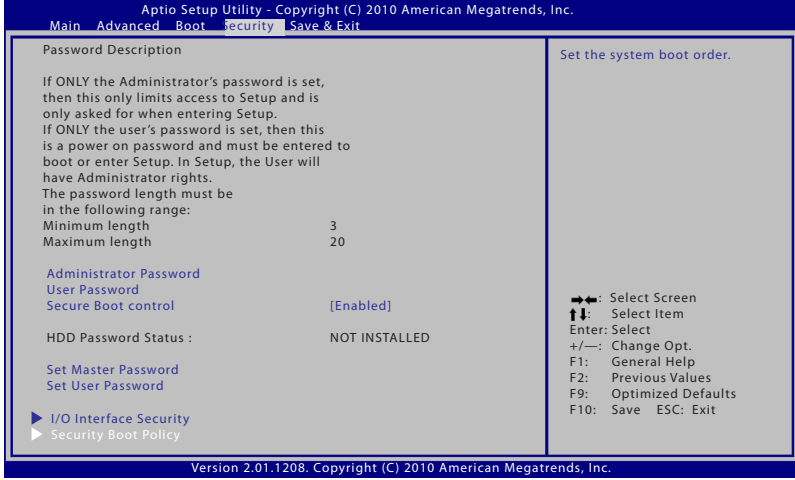 Aptio Setup Utility - Copyright (C) 2010 American Megatrends, Inc.
Main Advanced Boot Security Save & Exit
Password Description
If ONLY the Administrator's password is set,
then this only limits access to Setup and is
only asked for when entering Setup.
If ONLY the user's password is set, then this
is a power on password and must be entered to
boot or enter Setup. In Setup, the User will
have Administrator rights.
The password length must be
in the following range:
Minimum length 3
Maximum length 20
Administrator Password
User Password
Secure Boot control [Enabled]
HDD Password Status : NOT INSTALLED
Set Master Password
Set User Password
I/O Interface Security
Security Boot Policy
Set the system boot order.
→←: Select Screen
↑↓: Select Item
Enter: Select
+/—: Change Opt.
F1: General Help
F2: Previous Values
F9: Optimized Defaults
F10: Save ESC: Exit
Version 2.01.1208. Copyright (C) 2010 American Megatrends, Inc.